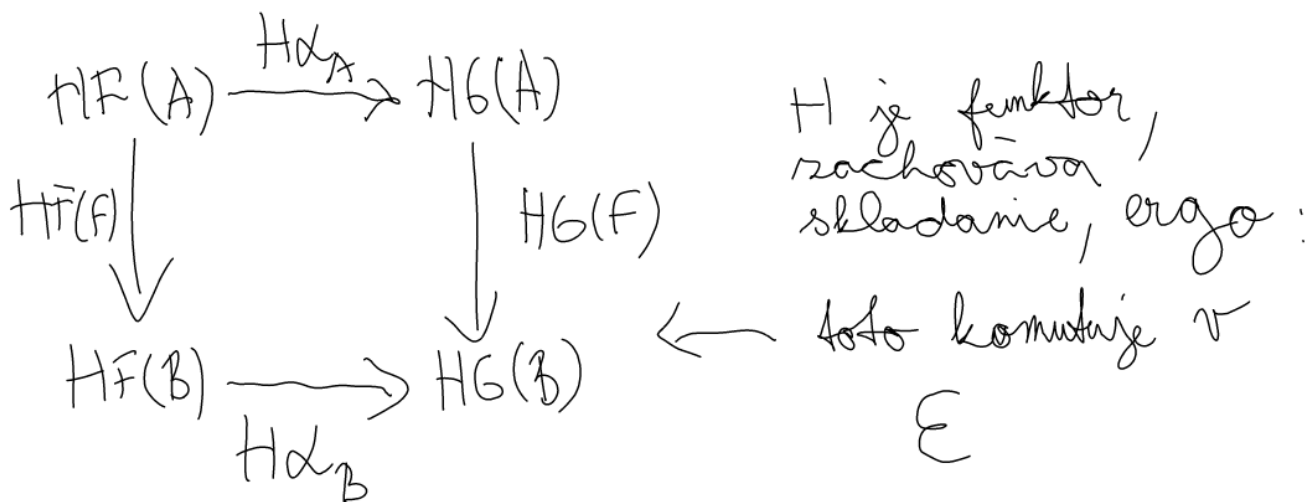 Hα_A
HF(A) → HG(A)
HF(F)
HG(F)
HF(B) → HG(B)
Hα_B
H je funktor,
zachováva
skladanie, ergo:
← toto komutuje v
ℰ